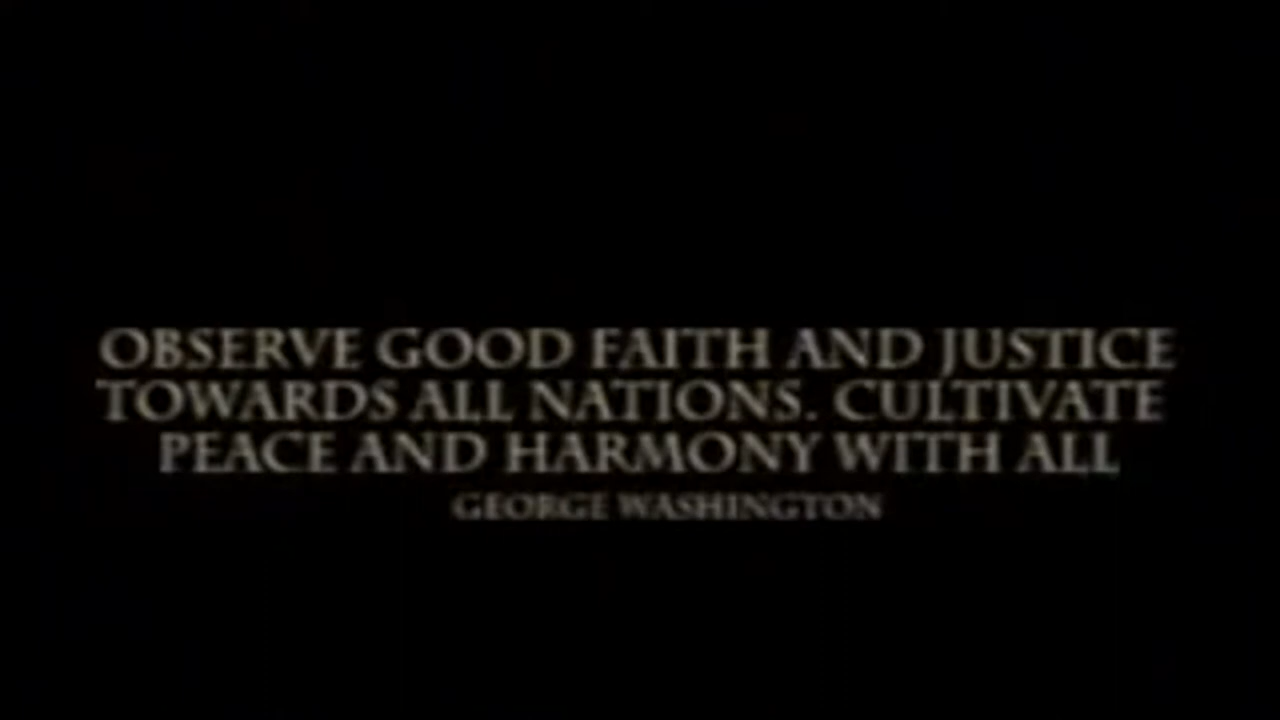 OBSERVE GOOD FAITH AND JUSTICE
TOWARDS ALL NATIONS. CULTIVATE
PEACE AND HARMONY WITH ALL
GEORGE WASHINGTON